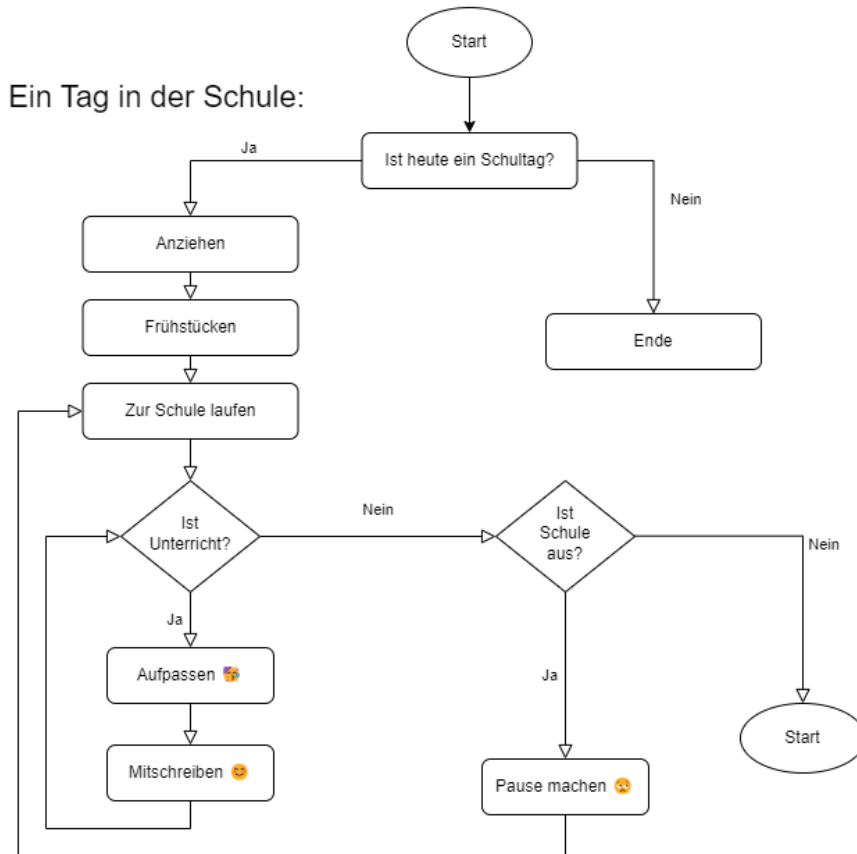 Start
Ein Tag in der Schule:
Ja
Ist heute ein Schultag?
Nein
Anziehen
Frühstücken
Ende
Zur Schule laufen
Ist
Unterricht?
Nein
Ist
Schule
aus?
Nein
Ja
Aufpassen 🥳
Ja
Start
Mitschreiben 😊
Pause machen 😢